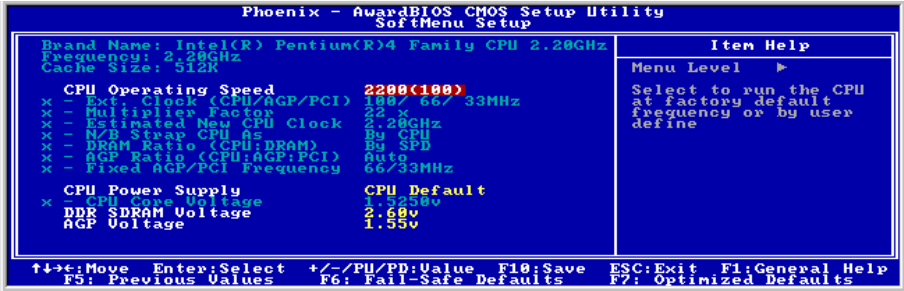 Phoenix - AwardBIOS CMOS Setup Utility
SoftMenu Setup
Brand Name: Intel(R) Pentium(R)4 Family CPU 2.20GHz
Frequency: 2.20GHz
Cache Size: 512K
CPU Operating Speed 2200(100)
x - Ext. Clock (CPU/AGP/PCI) 100/ 66/ 33MHz
x - Multiplier Factor 22 x
x - Estimated New CPU Clock 2.20GHz
x - N/B Strap CPU As By CPU
x - DRAM Ratio (CPU:DRAM) By SPD
x - AGP Ratio (CPU:AGP:PCI) Auto
x - Fixed AGP/PCI Frequency 66/33MHz
CPU Power Supply CPU Default
x - CPU Core Voltage 1.5250v
DDR SDRAM Voltage 2.60v
AGP Voltage 1.55v
Item Help
Menu Level ▶
Select to run the CPU
at factory default
frequency or by user
define
↑↓→←:Move Enter:Select +/-/PU/PD:Value F10:Save ESC:Exit F1:General Help
F5: Previous Values F6: Fail-Safe Defaults F7: Optimized Defaults